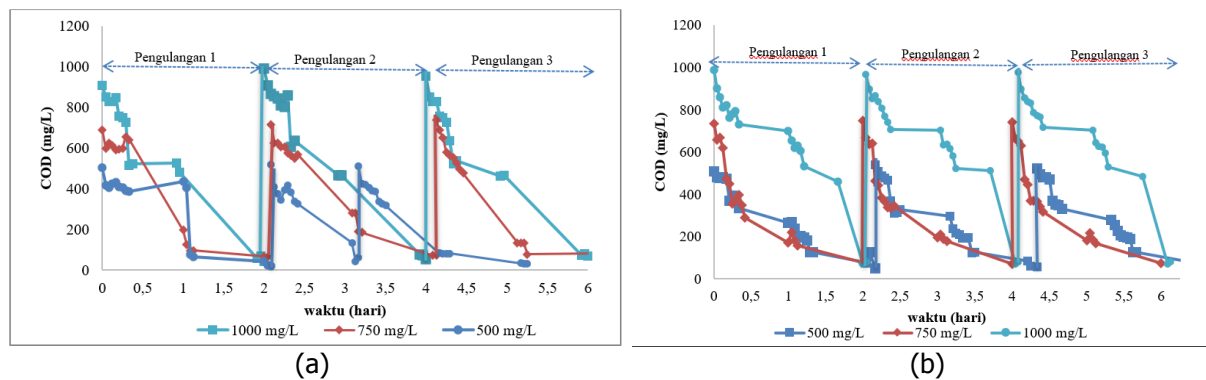 1200
1000
800
600
400
200
0
COD (mg/L)
Pengulangan 1
Pengulangan 2
Pengulangan 3
0 0,5 1 1,5 2 2,5 3 3,5 4 4,5 5 5,5 6
waktu (hari)
1000 mg/L 750 mg/L 500 mg/L
(a)
1200
1000
800
600
400
200
0
COD (mg/L)
Pengulangan 1
Pengulangan 2
Pengulangan 3
0 0,5 1 1,5 2 2,5 3 3,5 4 4,5 5 5,5 6
waktu (hari)
500 mg/L 750 mg/L 1000 mg/L
(b)